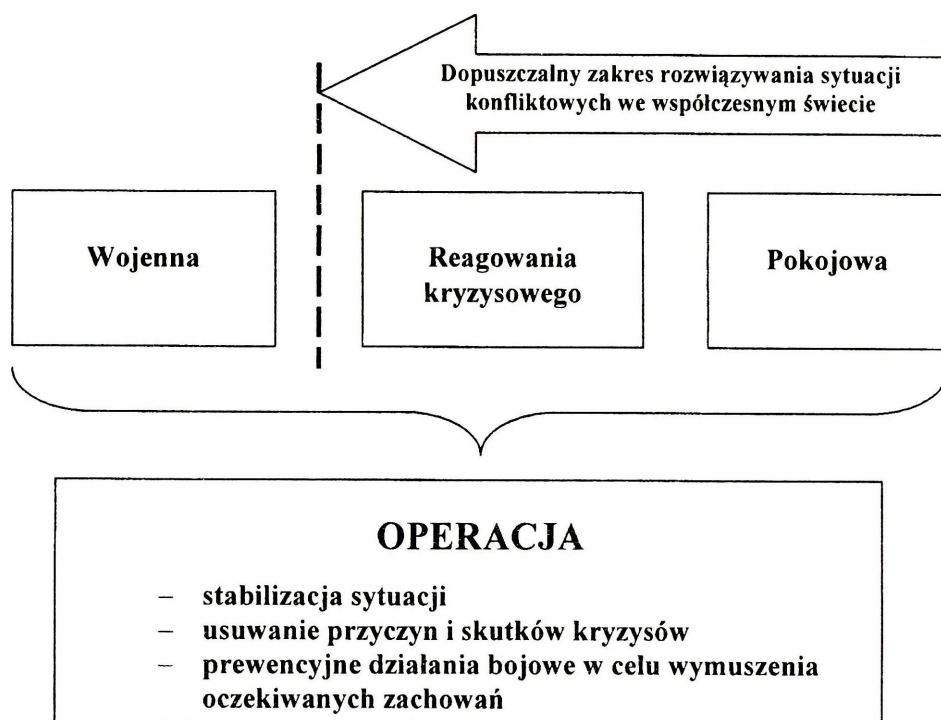 Dopuszczalny zakres rozwiązywania sytuacji
konfliktowych we współczesnym świecie
Wojenna
Reagowania
kryzysowego
Pokojowa
OPERACJA
– stabilizacja sytuacji
– usuwanie przyczyn i skutków kryzysów
– prewencyjne działania bojowe w celu wymuszenia
oczekiwanych zachowań